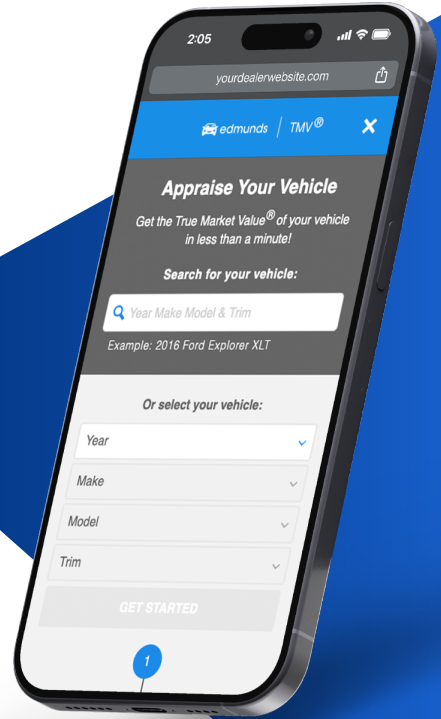 2:05
yourdealerwebsite.com
edmunds | TMV®
Appraise Your Vehicle
Get the True Market Value® of your vehicle
in less than a minute!
Search for your vehicle:
Year Make Model & Trim
Example: 2016 Ford Explorer XLT
Or select your vehicle:
Year
Make
Model
Trim
GET STARTED
1